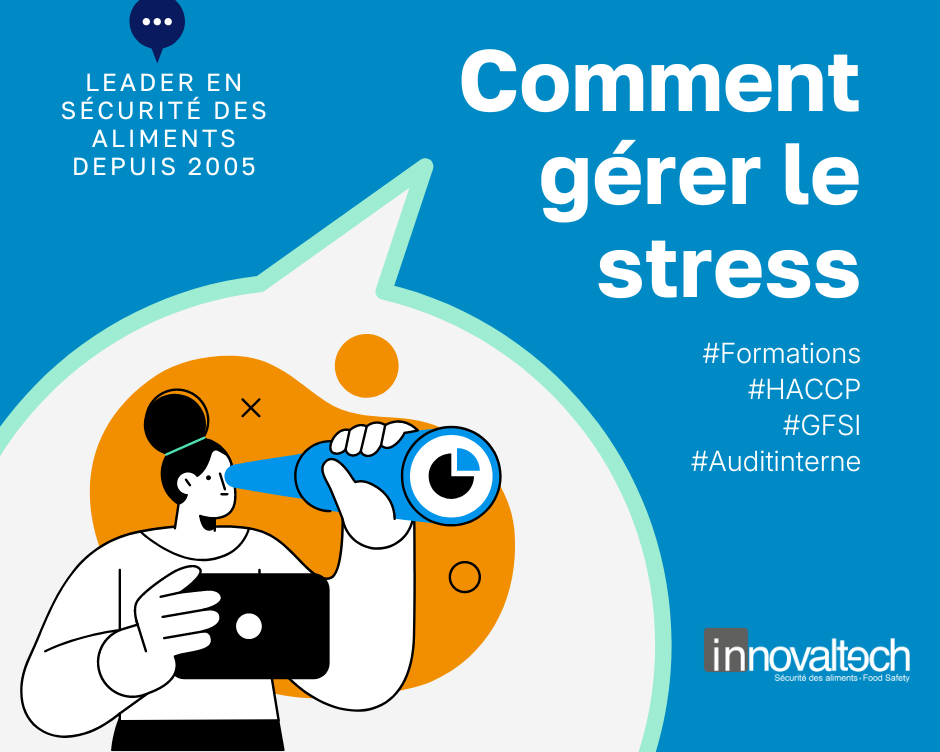 LEADER EN
SÉCURITÉ DES
ALIMENTS
DEPUIS 2005
Comment
gérer le
stress
#Formations
#HACCP
#GFSI
#Auditinterne
innovaltech
Sécurité des aliments - Food Safety